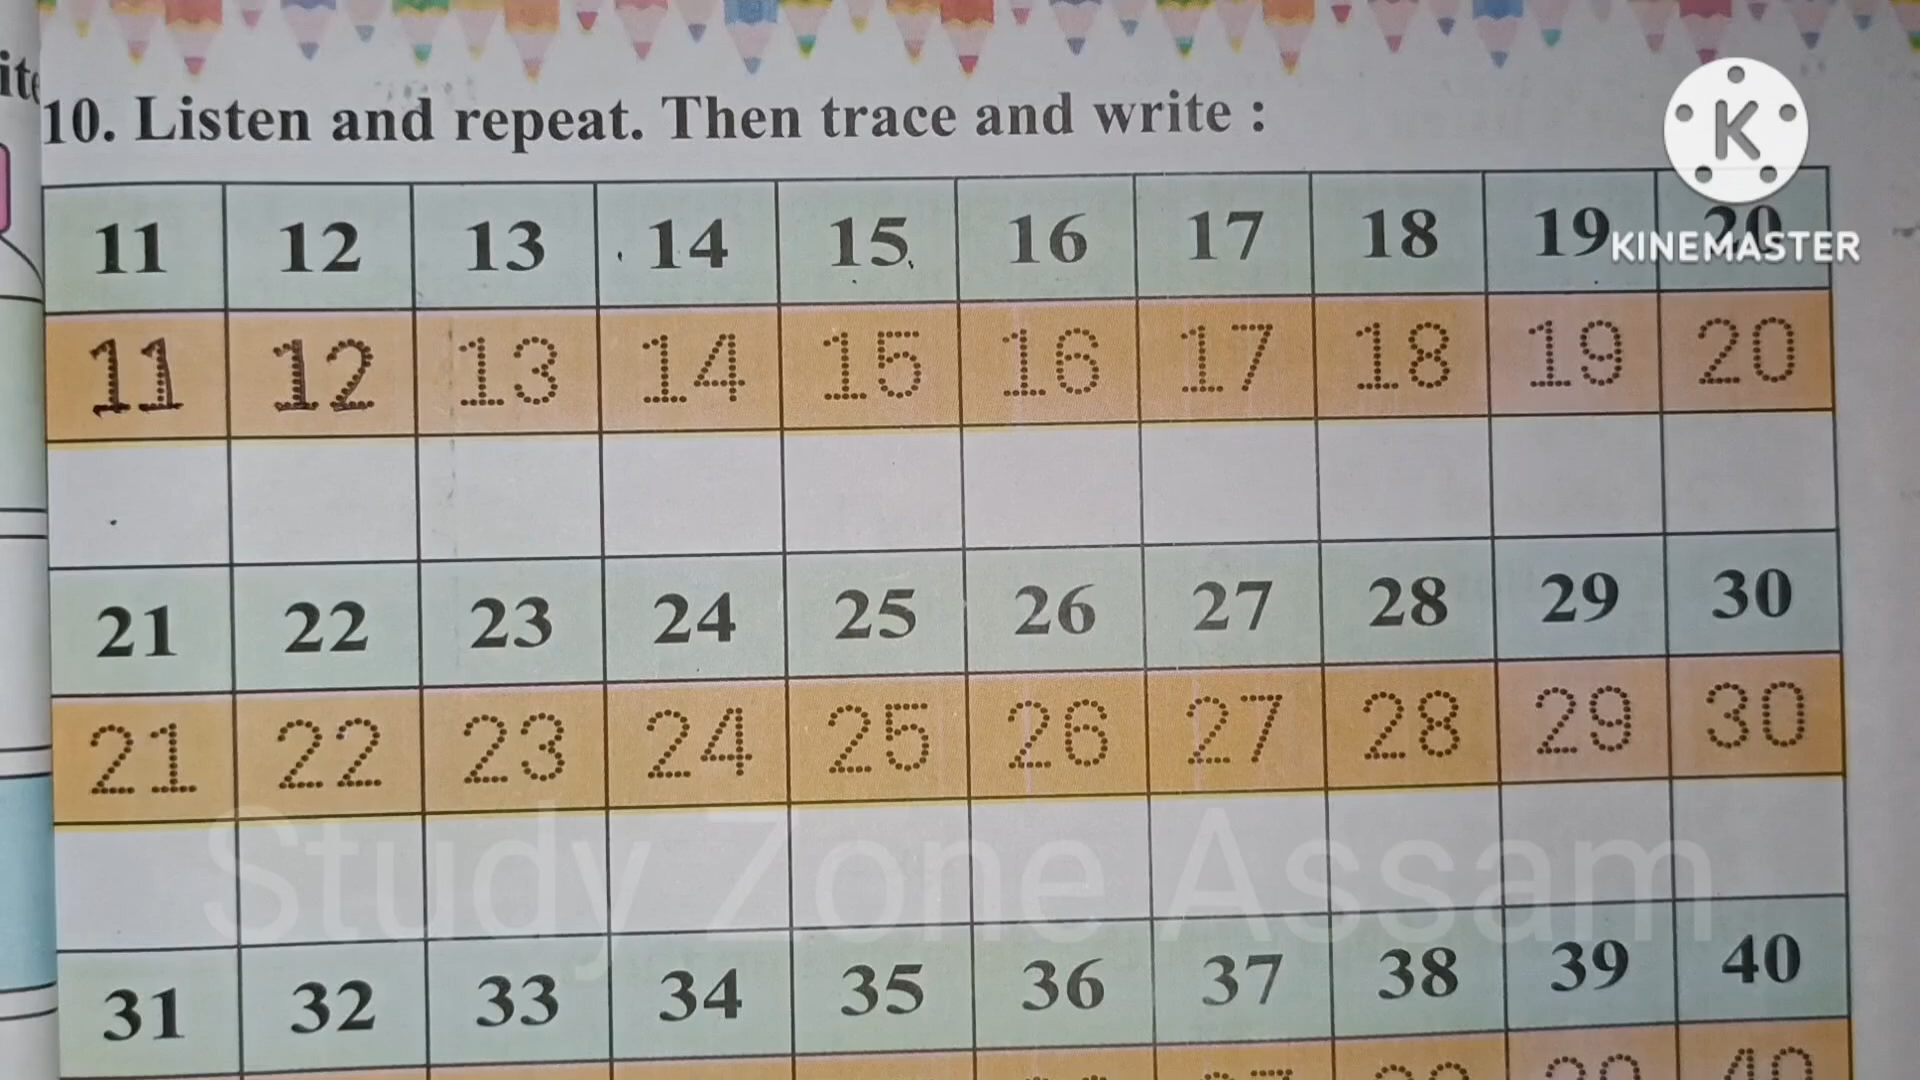 10. Listen and repeat. Then trace and write :
KINEMASTER
11 12 13 14 15 16 17 18 19 20
11 12 13 14 15 16 17 18 19 20
21 22 23 24 25 26 27 28 29 30
21 22 23 24 25 26 27 28 29 30
Study Zone Assam
31 32 33 34 35 36 37 38 39 40